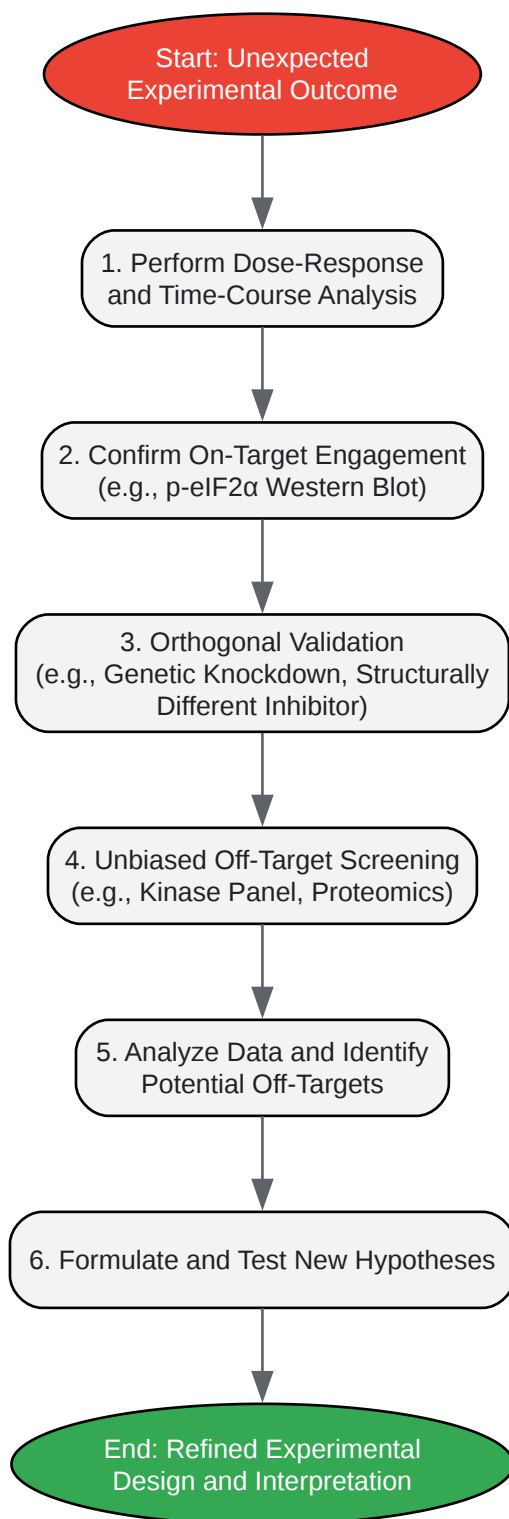 Start: Unexpected
Experimental Outcome
1. Perform Dose-Response
and Time-Course Analysis
2. Confirm On-Target Engagement
(e.g., p-eIF2α Western Blot)
3. Orthogonal Validation
(e.g., Genetic Knockdown, Structurally
Different Inhibitor)
4. Unbiased Off-Target Screening
(e.g., Kinase Panel, Proteomics)
5. Analyze Data and Identify
Potential Off-Targets
6. Formulate and Test New Hypotheses
End: Refined Experimental
Design and Interpretation